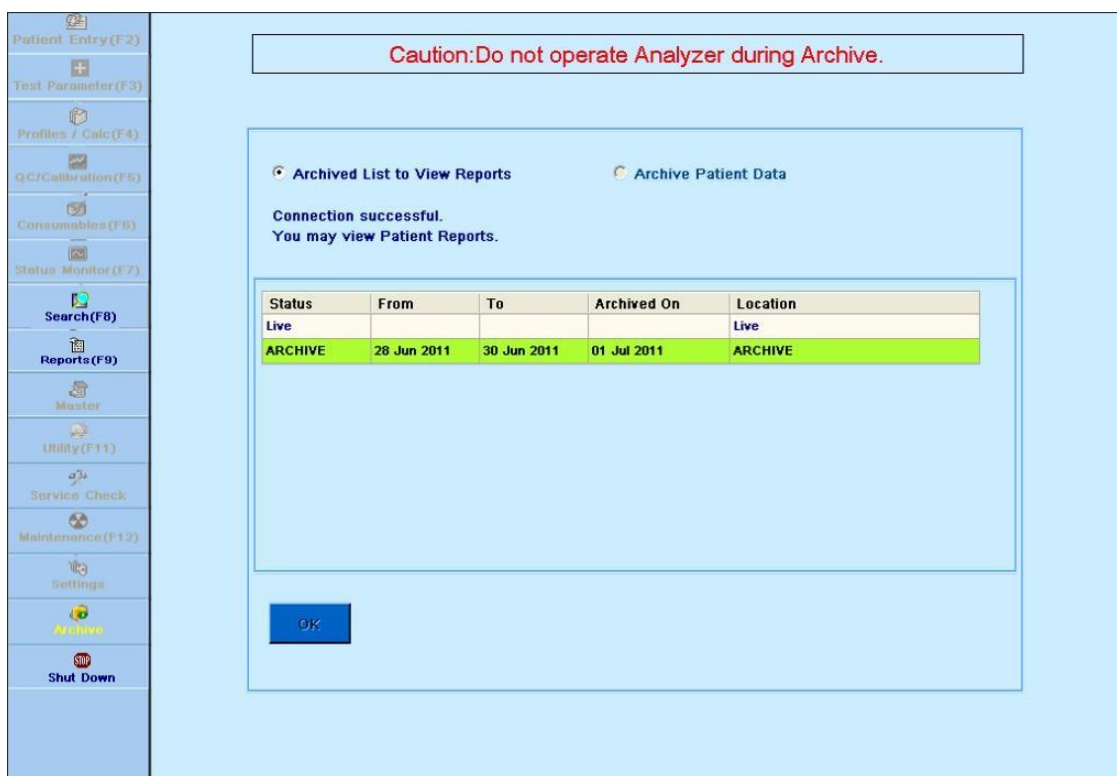 Patient Entry(F2)
Test Parameter(F3)
Profiles / Calc(F4)
QC/Calibration(F5)
Consumables(F6)
Status Monitor(F7)
Search(F8)
Reports(F9)
Master
Utility(F11)
Service Check
Maintenance(F12)
Settings
Archive
STOP
Shut Down
Caution:Do not operate Analyzer during Archive.
Archived List to View Reports Archive Patient Data
Connection successful.
You may view Patient Reports.
Status From To Archived On Location
Live Live
ARCHIVE 28 Jun 2011 30 Jun 2011 01 Jul 2011 ARCHIVE
OK